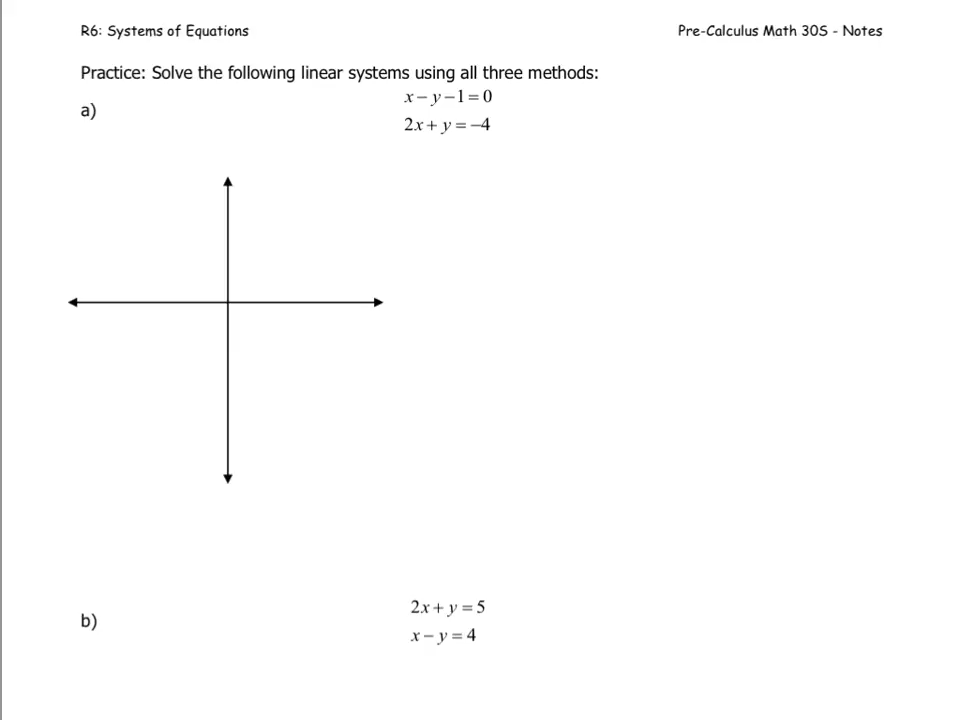 R6: Systems of Equations Pre-Calculus Math 30S - Notes
Practice: Solve the following linear systems using all three methods:
a)
x − y − 1 = 0
2x + y = −4
b)
2x + y = 5
x − y = 4